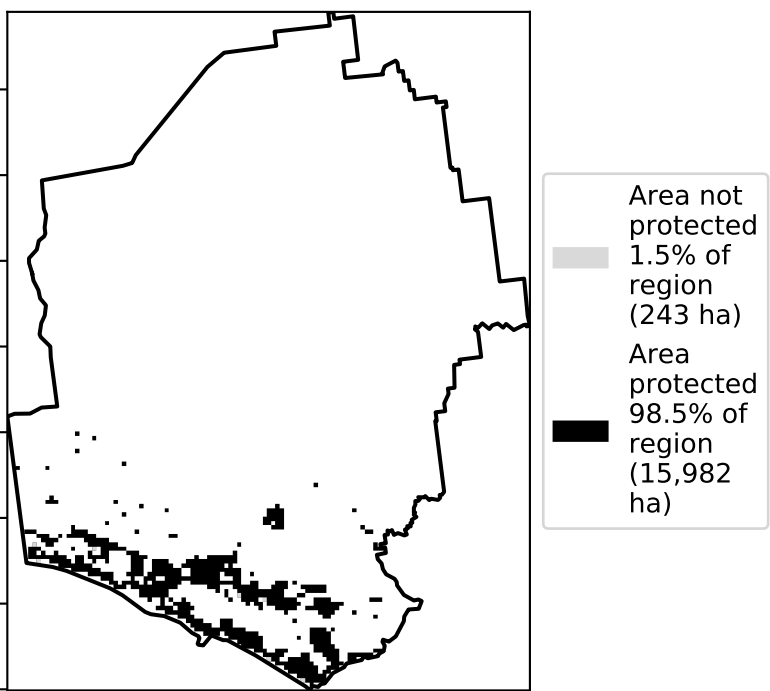 Area not
protected
1.5% of
region
(243 ha)
Area
protected
98.5% of
region
(15,982
ha)